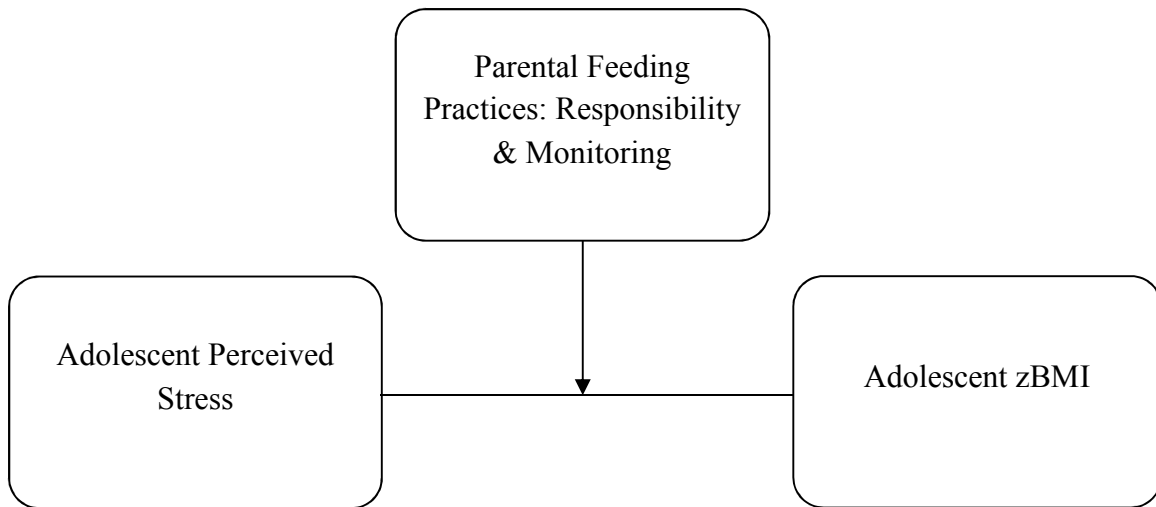 Parental Feeding
Practices: Responsibility
& Monitoring
Adolescent Perceived
Stress
Adolescent zBMI